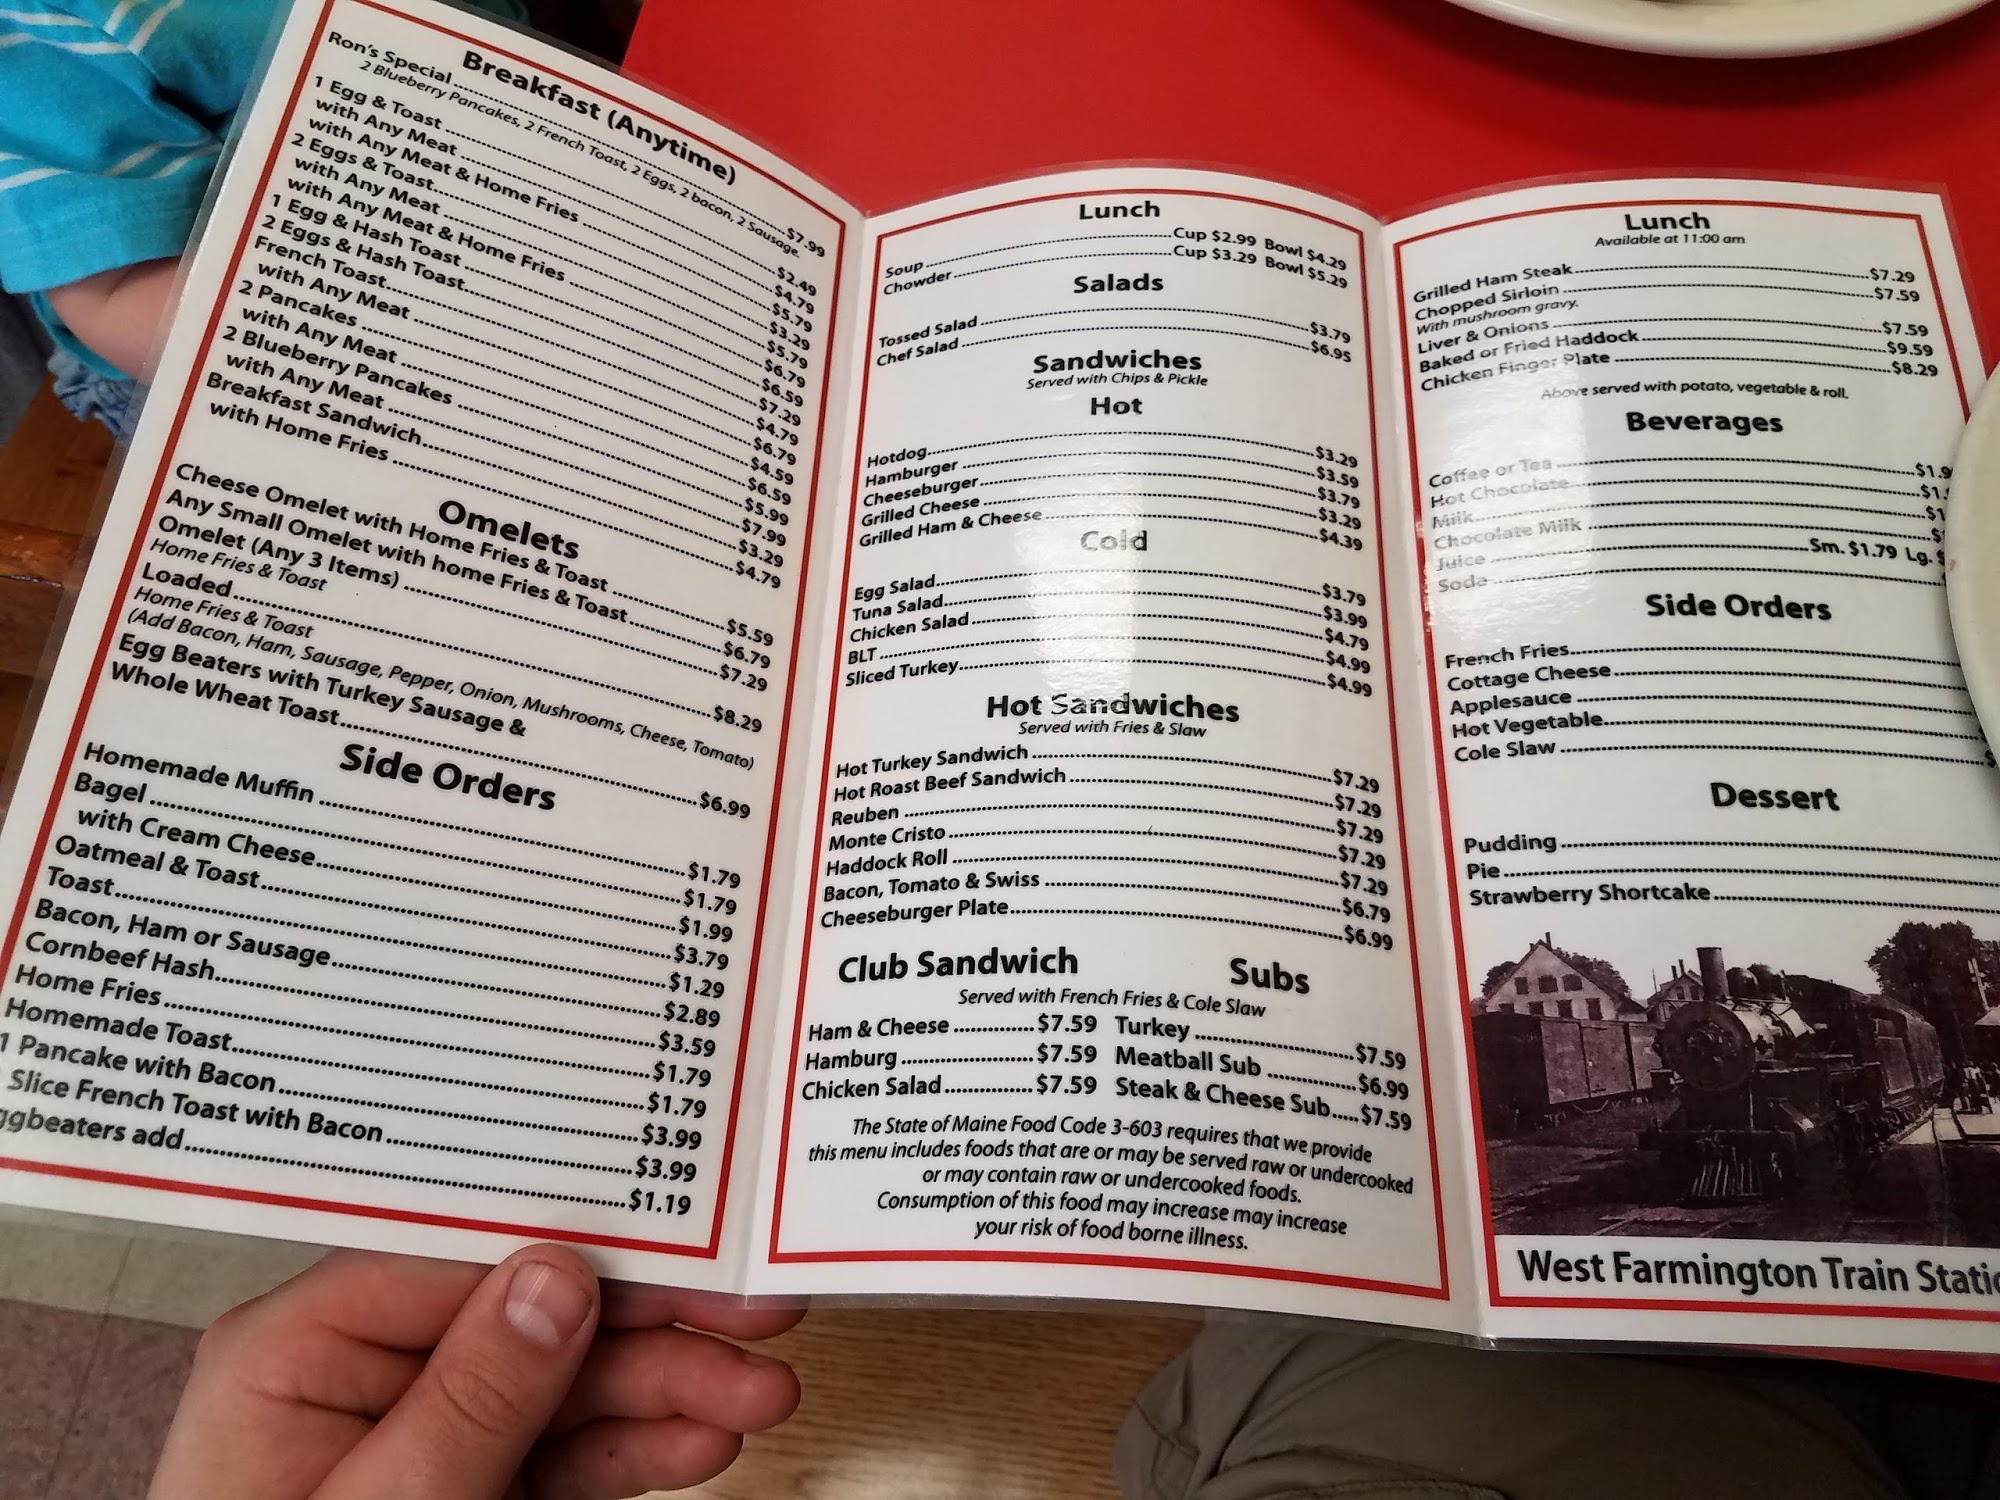 Breakfast (Anytime)
Ron's Special ........ $7.99
2 Blueberry Pancakes, 2 French Toast, 2 Eggs, 2 bacon, 2 Sausage.
1 Egg & Toast ........ $2.49
with Any Meat ........ $4.79
with Any Meat & Home Fries ........ $5.79
2 Eggs & Toast ........ $3.29
with Any Meat ........ $5.79
with Any Meat & Home Fries ........ $6.79
1 Egg & Hash Toast ........ $6.59
2 Eggs & Hash Toast ........ $7.29
French Toast ........ $4.79
with Any Meat ........ $6.79
2 Pancakes ........ $4.59
with Any Meat ........ $6.59
2 Blueberry Pancakes ........ $5.99
with Any Meat ........ $7.99
Breakfast Sandwich ........ $3.29
with Home Fries ........ $4.79
Omelets
Cheese Omelet with Home Fries & Toast ........ $5.59
Any Small Omelet with home Fries & Toast ........ $6.79
Omelet (Any 3 Items) ........ $7.29
Home Fries & Toast
Loaded ........ $8.29
Home Fries & Toast
(Add Bacon, Ham, Sausage, Pepper, Onion, Mushrooms, Cheese, Tomato)
Egg Beaters with Turkey Sausage &
Whole Wheat Toast ........ $6.99
Side Orders
Homemade Muffin ........ $1.79
Bagel ........ $1.79
with Cream Cheese ........ $1.99
Oatmeal & Toast ........ $3.79
Toast ........ $1.29
Bacon, Ham or Sausage ........ $2.89
Cornbeef Hash ........ $3.59
Home Fries ........ $1.79
Homemade Toast ........ $1.79
1 Pancake with Bacon ........ $3.99
Slice French Toast with Bacon ........ $3.99
ggbeaters add ........ $1.19
Lunch
Soup ........ Cup $2.99 Bowl $4.29
Chowder ........ Cup $3.29 Bowl $5.29
Salads
Tossed Salad ........ $3.79
Chef Salad ........ $6.95
Sandwiches
Served with Chips & Pickle
Hot
Hotdog ........ $3.29
Hamburger ........ $3.59
Cheeseburger ........ $3.79
Grilled Cheese ........ $3.29
Grilled Ham & Cheese ........ $4.39
Cold
Egg Salad ........ $3.79
Tuna Salad ........ $3.99
Chicken Salad ........ $4.79
BLT ........ $4.99
Sliced Turkey ........ $4.99
Hot Sandwiches
Served with Fries & Slaw
Hot Turkey Sandwich ........ $7.29
Hot Roast Beef Sandwich ........ $7.29
Reuben ........ $7.29
Monte Cristo ........ $7.29
Haddock Roll ........ $7.29
Bacon, Tomato & Swiss ........ $6.79
Cheeseburger Plate ........ $6.99
Club Sandwich Subs
Served with French Fries & Cole Slaw
Ham & Cheese ........ $7.59 Turkey ........ $7.59
Hamburg ........ $7.59 Meatball Sub ........ $6.99
Chicken Salad ........ $7.59 Steak & Cheese Sub ..... $7.59
The State of Maine Food Code 3-603 requires that we provide
this menu includes foods that are or may be served raw or undercooked
or may contain raw or undercooked foods.
Consumption of this food may increase may increase
your risk of food borne illness.
Lunch
Available at 11:00 am
Grilled Ham Steak ........ $7.29
Chopped Sirloin ........ $7.59
With mushroom gravy.
Liver & Onions ........ $7.59
Baked or Fried Haddock ........ $9.59
Chicken Finger Plate ........ $8.29
Above served with potato, vegetable & roll.
Beverages
Coffee or Tea ........ $1.9
Hot Chocolate ........ $1.
Milk ........ $1
Chocolate Milk ........ $
Juice ........ Sm. $1.79 Lg. $
Soda ........
Side Orders
French Fries ........
Cottage Cheese ........
Applesauce ........
Hot Vegetable ........
Cole Slaw ........ $
Dessert
Pudding ........
Pie ........
Strawberry Shortcake ........
West Farmington Train Statio